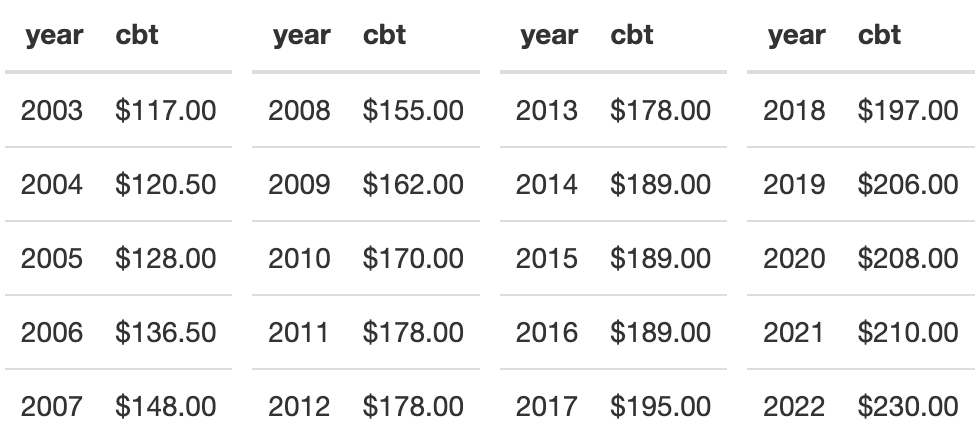 year cbt year cbt year cbt year cbt
2003 $117.00 2008 $155.00 2013 $178.00 2018 $197.00
2004 $120.50 2009 $162.00 2014 $189.00 2019 $206.00
2005 $128.00 2010 $170.00 2015 $189.00 2020 $208.00
2006 $136.50 2011 $178.00 2016 $189.00 2021 $210.00
2007 $148.00 2012 $178.00 2017 $195.00 2022 $230.00